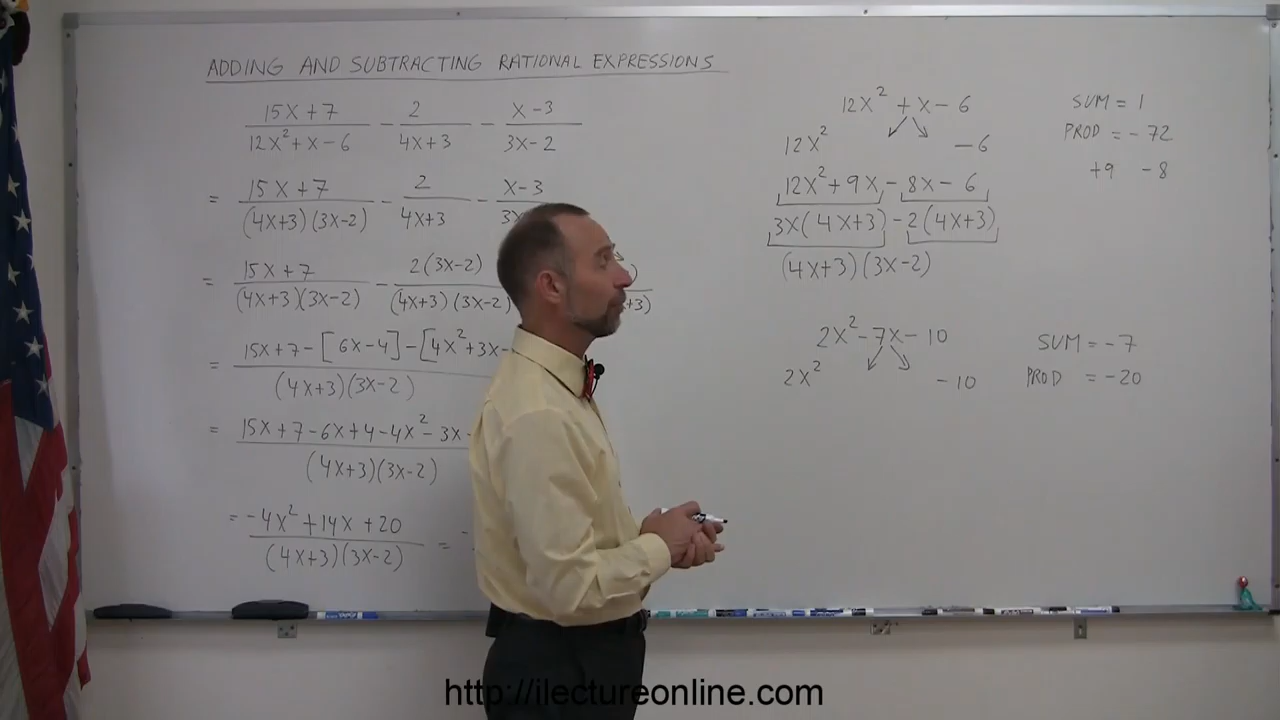 ADDING AND SUBTRACTING RATIONAL EXPRESSIONS
(15X+7)/(12X²+X-6) - 2/(4X+3) - (X-3)/(3X-2)
= (15X+7)/((4X+3)(3X-2)) - 2/(4X+3) - (X-3)/(3X
= (15X+7)/((4X+3)(3X-2)) - 2(3X-2)/((4X+3)(3X-2)) +3)
= (15X+7-[6X-4]-[4X²+3X-)/((4X+3)(3X-2))
= (15X+7-6X+4-4X²-3X-)/((4X+3)(3X-2))
= (-4X²+14X+20)/((4X+3)(3X-2)) = -
12X²+X-6
12X² -6
12X²+9X-8X-6
3X(4X+3)-2(4X+3)
(4X+3)(3X-2)
SUM = 1
PROD = -72
+9 -8
2X²-7X-10
2X² -10
SUM = -7
PROD = -20
http://ilectureonline.com